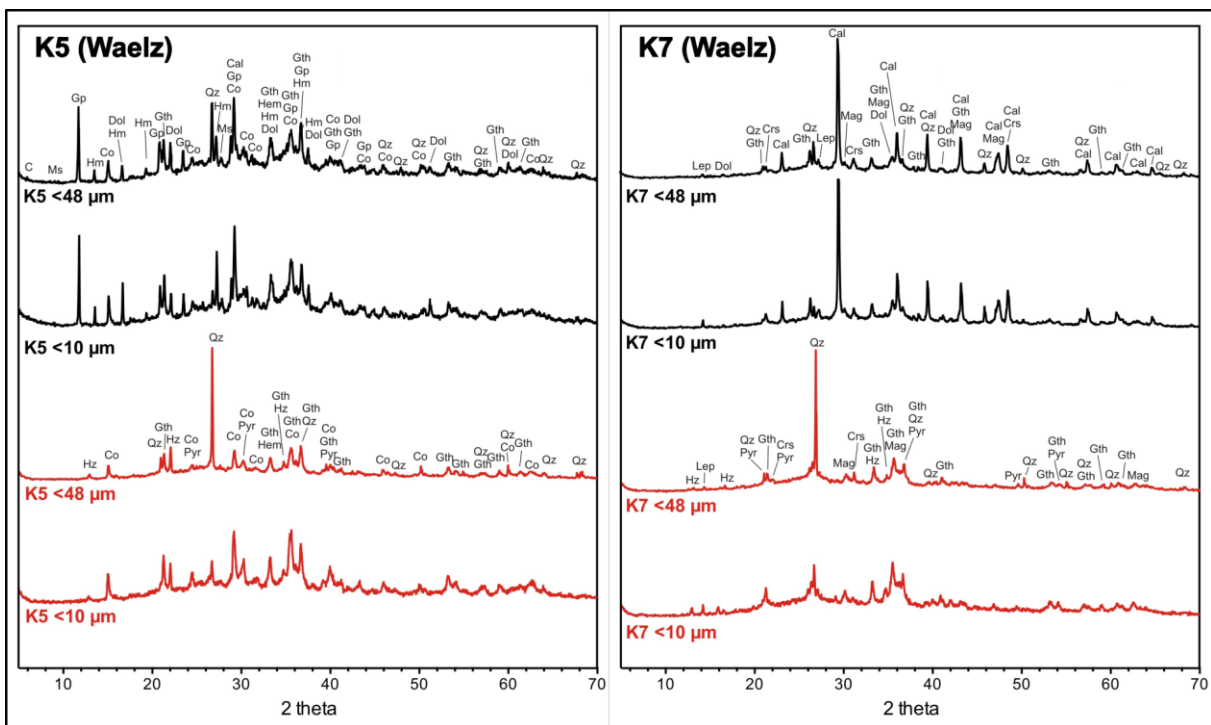 K5 (Waelz)
Gp
C
Ms
Hm
Co
Dol
Hm
Hm
Gth
Gp
Dol
Gp
Co
Qz
Hm
Ms
Cal
Gp
Co
Co
Co
Gth
Hem
Hm
Dol
Gth
Gp
Co
Gth
Gp
Hm
Hm
Dol
Co Dol
Gth Gth
Gp
Gp
Co
Qz
Co
Qz
Qz
Co
Dol
Gth
Qz
Gth
Gth
Qz
Dol
Gth
Co
Co
Qz
Qz
K5 <48 µm
K5 <10 µm
Hz
Co
Qz
Gth
Hz
Co
Pyr
Qz
Co
Co
Pyr
Co
Gth
Hem
Gth
Hz
Gth
Co
Gth
Qz
Co
Gth
Pyr
Gth
Co
Qz
Co
Gth
Gth
Qz
Gth
Qz
Co
Gth
Co
Qz
Qz
K5 <48 µm
K5 <10 µm
10 20 30 40 50 60 70
2 theta
K7 (Waelz)
Lep
Dol
Qz
Gth
Crs
Cal
Qz
Gth
Lep
Cal
Mag
Crs
Gth
Gth
Mag
Dol
Cal
Qz
Gth
Gth
Cal
Qz
Dol
Gth
Cal
Gth
Mag
Qz
Cal
Mag
Cal
Crs
Qz
Gth
Qz
Cal
Gth
Cal
Gth
Cal
Qz
Qz
K7 <48 µm
K7 <10 µm
Hz
Lep
Hz
Qz
Pyr
Gth
Crs
Pyr
Qz
Mag
Crs
Gth
Hz
Gth
Hz
Gth
Mag
Gth
Qz
Pyr
Qz
Gth
Pyr
Qz
Gth
Gth
Pyr
Qz
Qz
Gth
Gth
Qz
Gth
Mag
Qz
K7 <48 µm
K7 <10 µm
10 20 30 40 50 60 70
2 theta